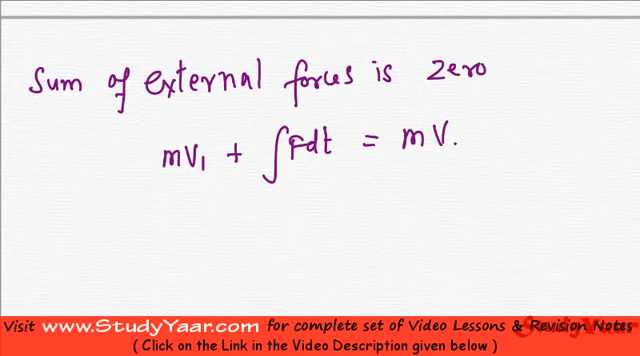 Sum of external forces is zero
mV₁ + ∫Fdt = mV.
StudyYaar
Visit www.StudyYaar.com for complete set of Video Lessons & Revision Notes
( Click on the Link in the Video Description given below )